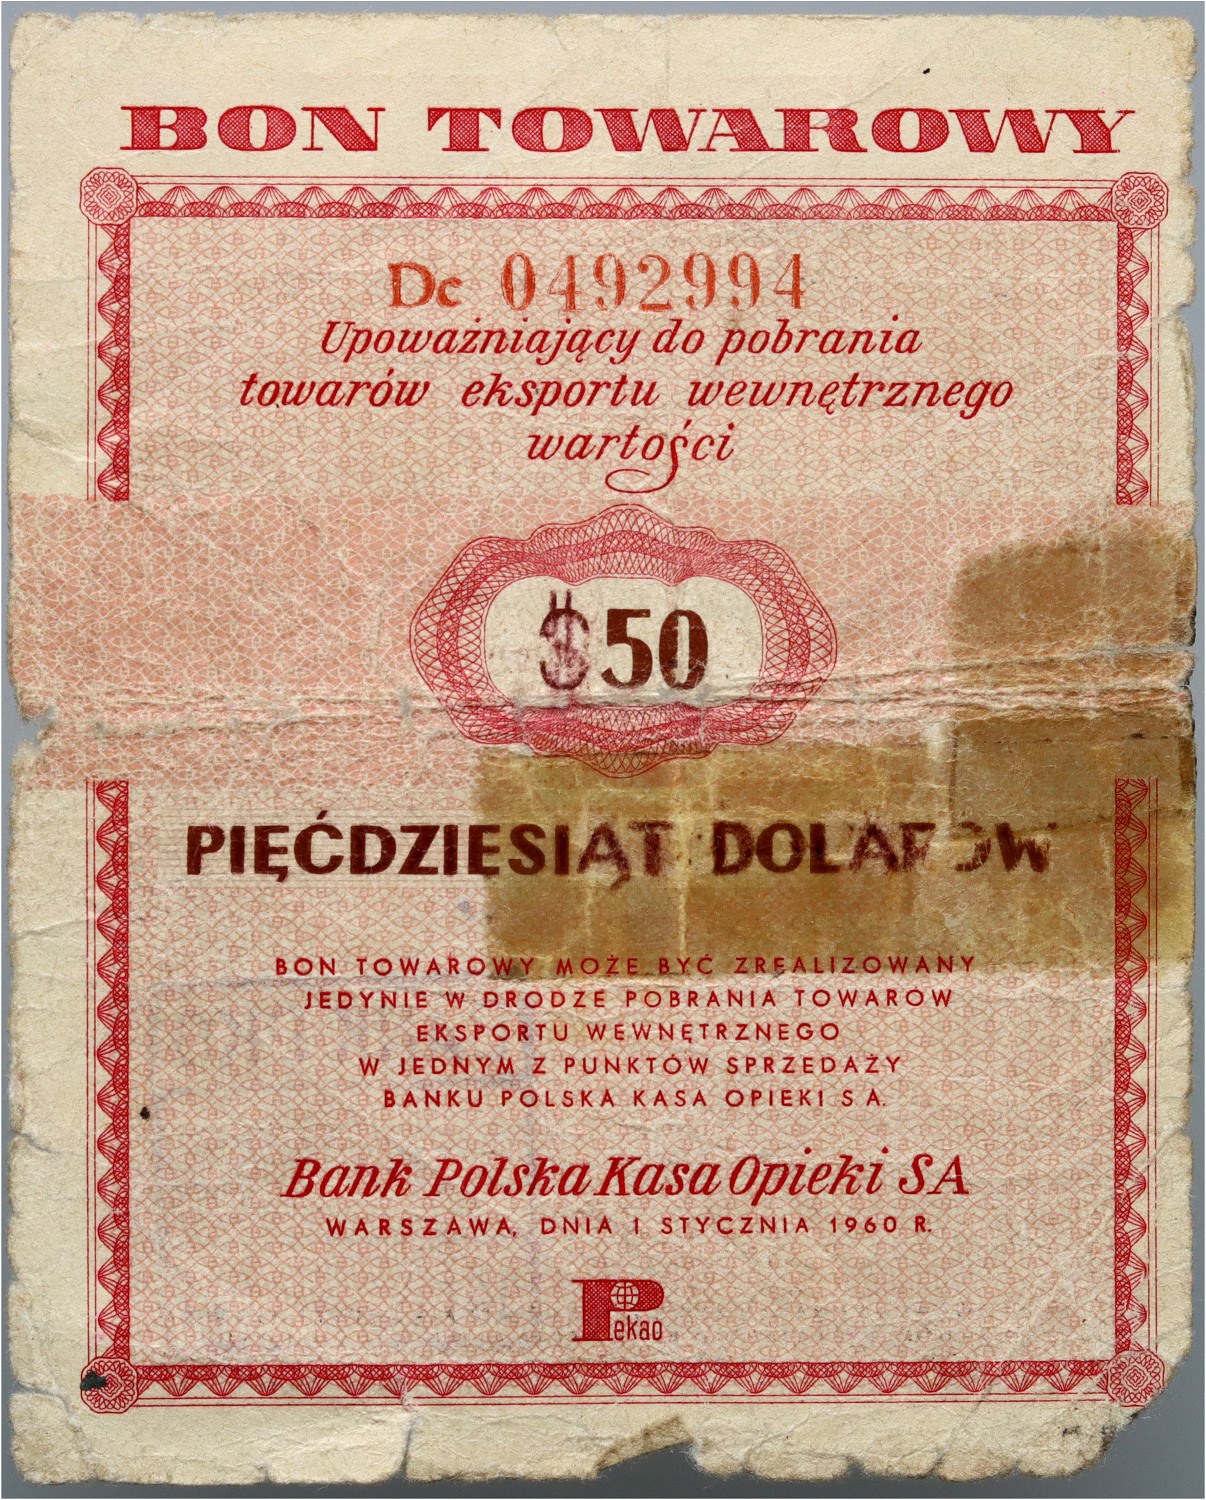 BON TOWAROWY
Dc 0492994
Upoważniający do pobrania
towarów eksportu wewnętrznego
wartości
$50
PIĘĆDZIESIĄT DOLARÓW
BON TOWAROWY MOŻE BYĆ ZREALIZOWANY
JEDYNIE W DRODZE POBRANIA TOWARÓW
EKSPORTU WEWNĘTRZNEGO
W JEDNYM Z PUNKTÓW SPRZEDAŻY
BANKU POLSKA KASA OPIEKI S A.
Bank Polska Kasa Opieki SA
WARSZAWA, DNIA 1 STYCZNIA 1960 R.
Pekao